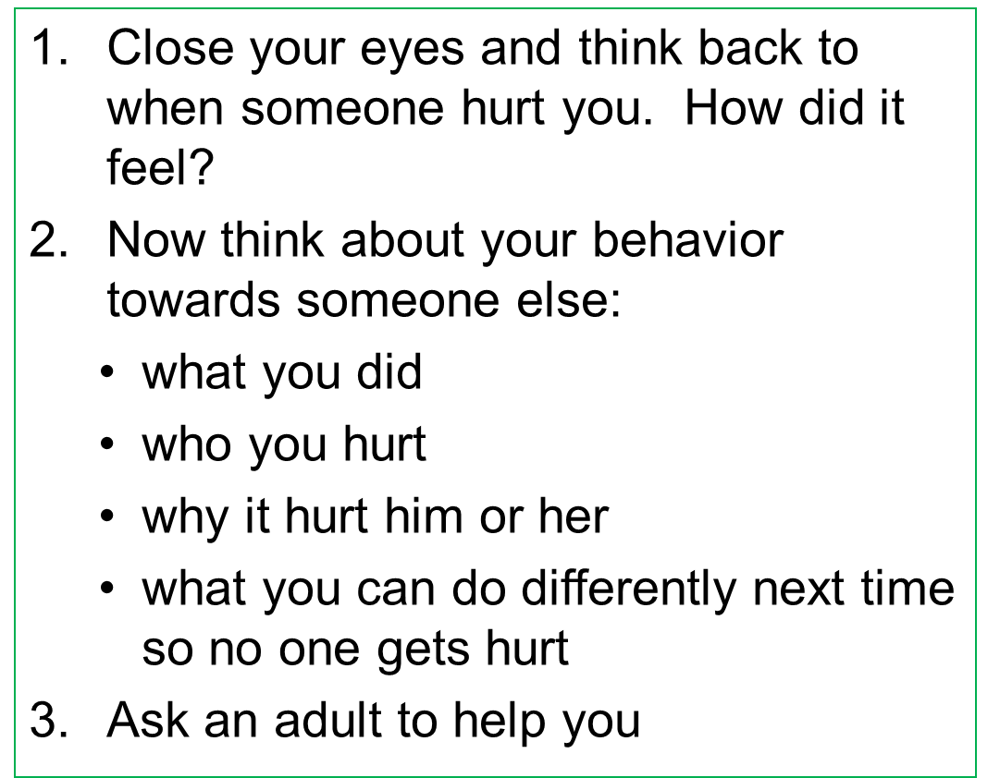 1. Close your eyes and think back to
when someone hurt you.  How did it
feel?
2. Now think about your behavior
towards someone else:
• what you did
• who you hurt
• why it hurt him or her
• what you can do differently next time
so no one gets hurt
3. Ask an adult to help you